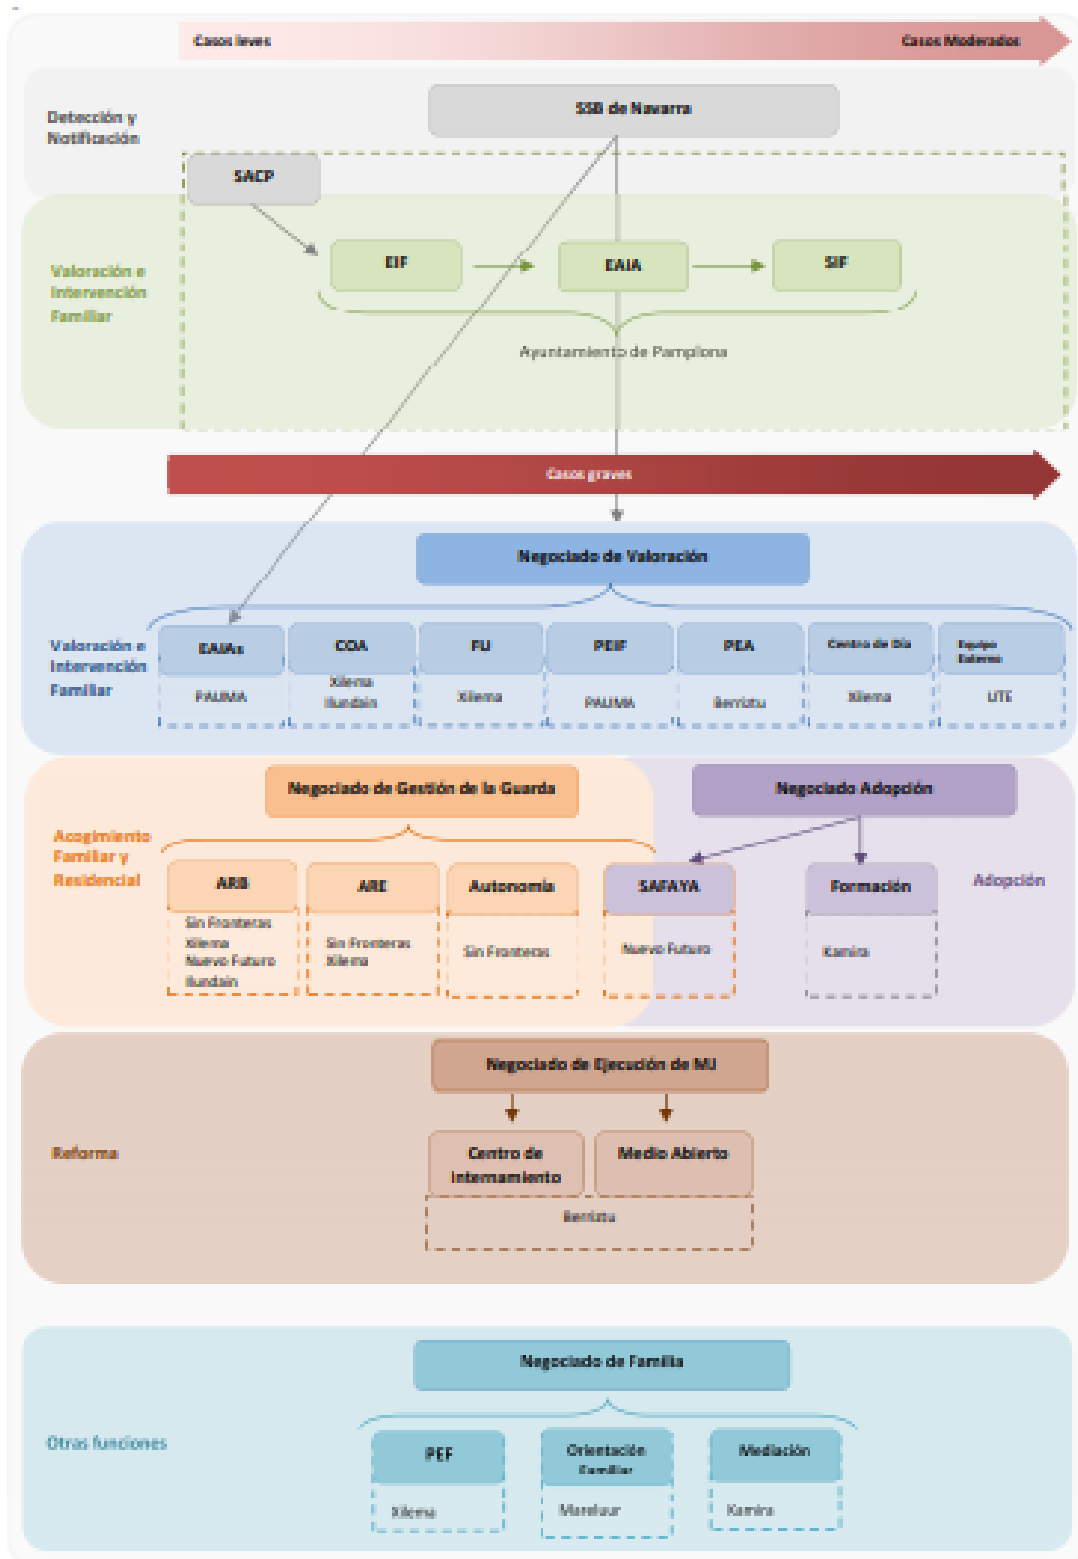 Casos leves
Casos Moderados
SSB de Navarra
Detección y
Notificación
SACP
EIF
EAIA
SIF
Valoración e
Intervención
Familiar
Ayuntamiento de Pamplona
Casos graves
Negociado de Valoración
Valoración e
Intervención
Familiar
EAIAs
COA
FU
PEIF
PEA
Centro de Día
Equipo
Externo
PAUMA
Xilema
Ilundain
Xilema
PAUMA
Berriztu
Xilema
UTE
Negociado de Gestión de la Guarda
Negociado Adopción
Acogimiento
Familiar y
Residencial
ARB
ARE
Autonomía
SAFAYA
Formación
Adopción
Sin Fronteras
Xilema
Nuevo Futuro
Ilundain
Sin Fronteras
Xilema
Sin Fronteras
Nuevo Futuro
Kamira
Negociado de Ejecución de MJ
Reforma
Centro de
Internamiento
Medio Abierto
Berriztu
Negociado de Familia
Otras funciones
PEF
Orientación
Familiar
Mediación
Xilema
Kamira